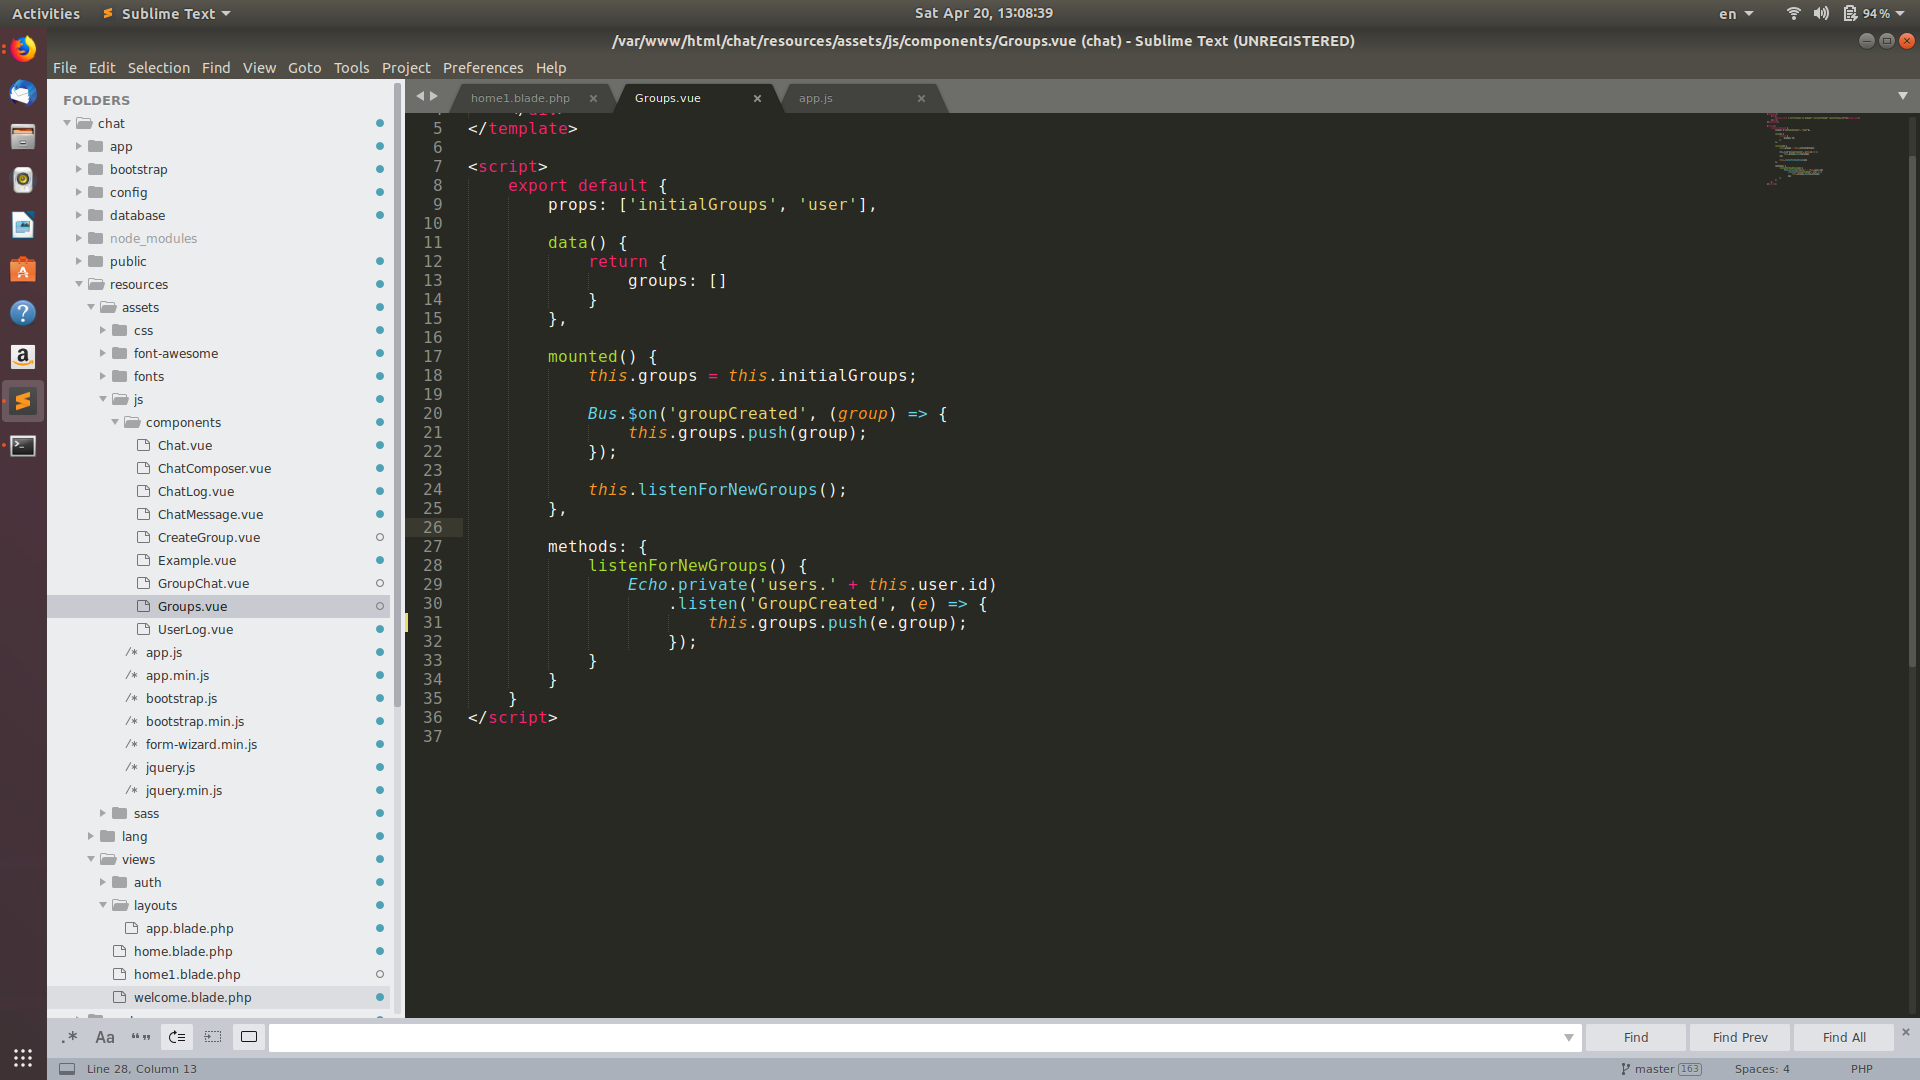 Activities
Sublime Text
Sat Apr 20, 13:08:39
en
94%
/var/www/html/chat/resources/assets/js/components/Groups.vue (chat) - Sublime Text (UNREGISTERED)
File Edit Selection Find View Goto Tools Project Preferences Help
FOLDERS
chat
app
bootstrap
config
database
node_modules
public
resources
assets
css
font-awesome
fonts
js
components
Chat.vue
ChatComposer.vue
ChatLog.vue
ChatMessage.vue
CreateGroup.vue
Example.vue
GroupChat.vue
Groups.vue
UserLog.vue
/* app.js
/* app.min.js
/* bootstrap.js
/* bootstrap.min.js
/* form-wizard.min.js
/* jquery.js
/* jquery.min.js
sass
lang
views
auth
layouts
app.blade.php
home.blade.php
home1.blade.php
welcome.blade.php
home1.blade.php ×
Groups.vue ×
app.js ×
5 </template>
6
7 <script>
8 export default {
9 props: ['initialGroups', 'user'],
10
11 data() {
12 return {
13 groups: []
14 }
15 },
16
17 mounted() {
18 this.groups = this.initialGroups;
19
20 Bus.$on('groupCreated', (group) => {
21 this.groups.push(group);
22 });
23
24 this.listenForNewGroups();
25 },
26
27 methods: {
28 listenForNewGroups() {
29 Echo.private('users.' + this.user.id)
30 .listen('GroupCreated', (e) => {
31 this.groups.push(e.group);
32 });
33 }
34 }
35 }
36 </script>
37
.* Aa “”
Find
Find Prev
Find All
×
Line 28, Column 13
master 163
Spaces: 4
PHP